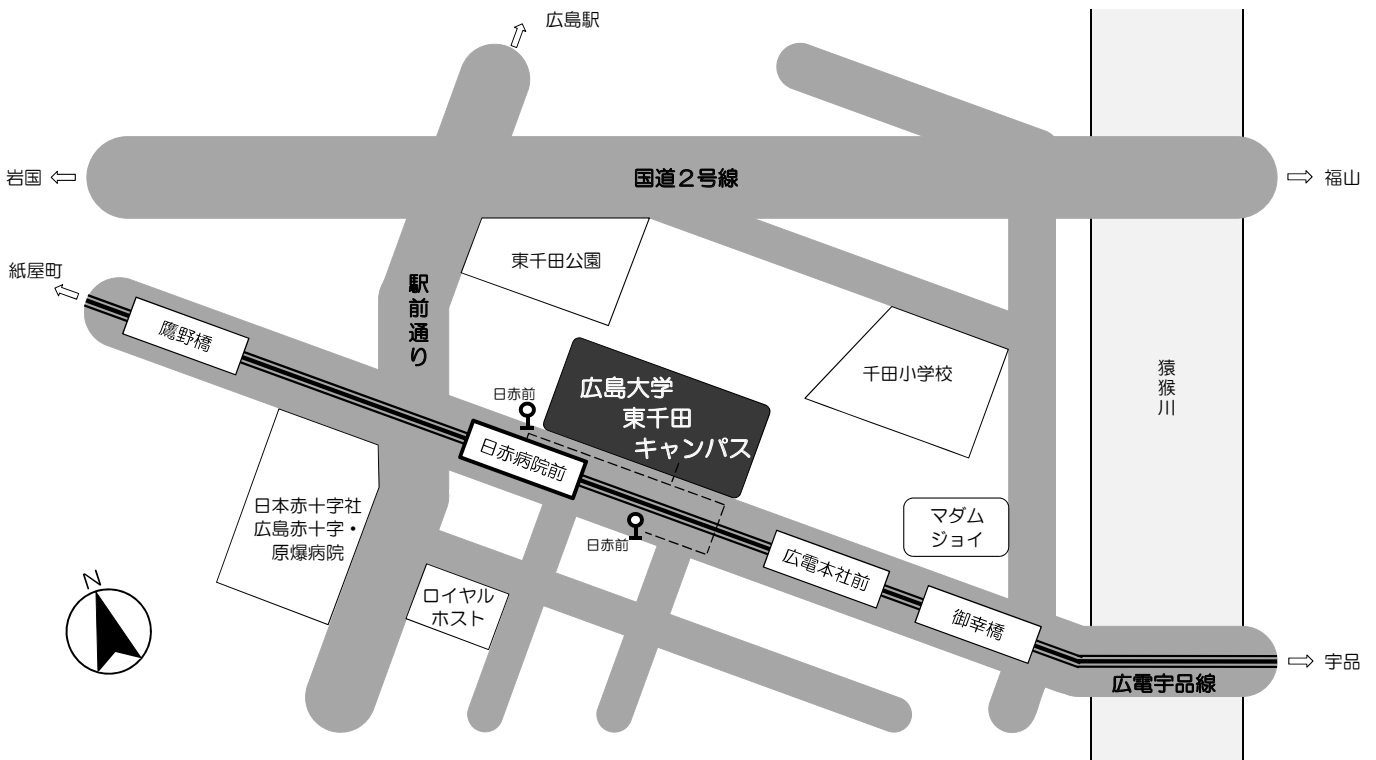 広島駅
岩国
国道2号線
福山
紙屋町
東千田公園
駅前通り
鷹野橋
千田小学校
猿猴川
日赤前
広島大学
東千田
キャンパス
日赤病院前
日本赤十字社
広島赤十字・
原爆病院
マダム
ジョイ
日赤前
広電本社前
N
ロイヤル
ホスト
御幸橋
宇品
広電宇品線